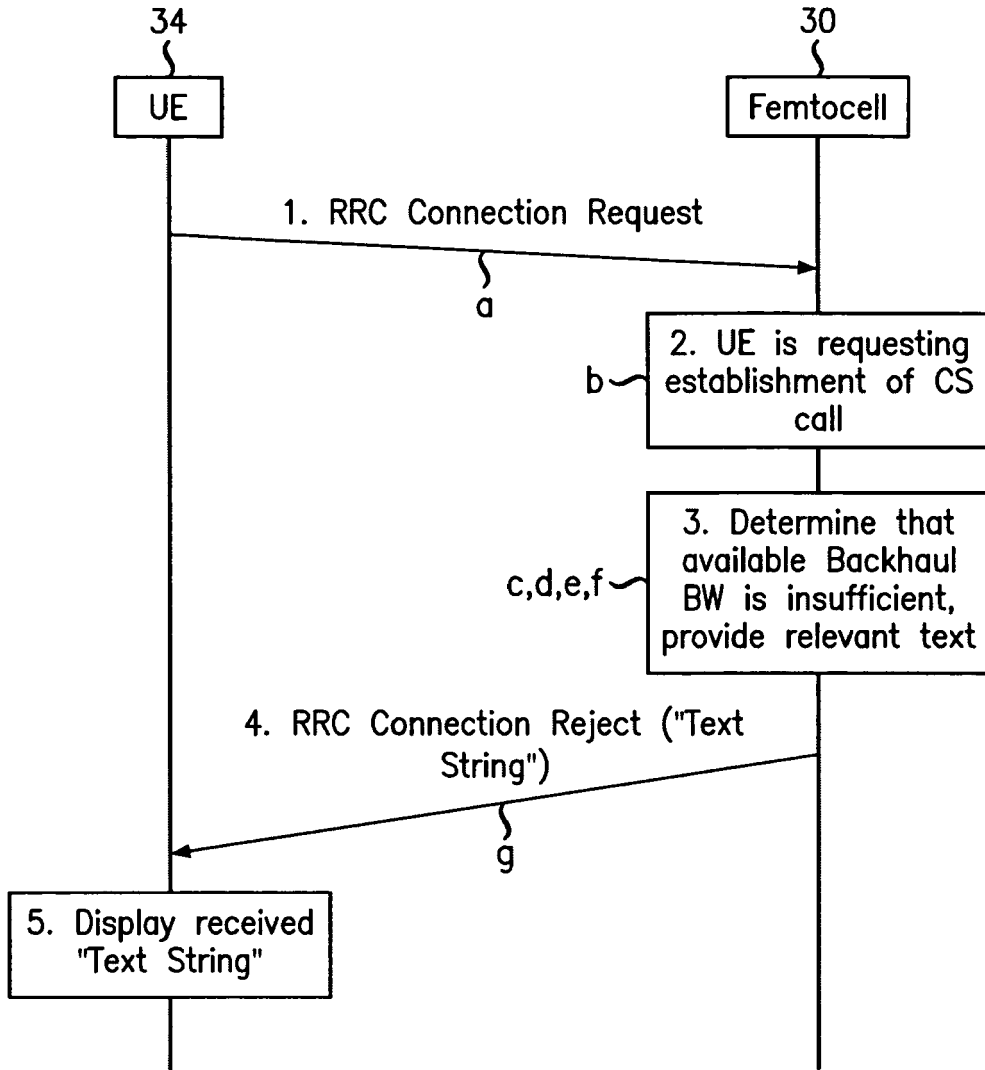 34
30
UE
Femtocell
1. RRC Connection Request
a
2. UE is requesting
establishment of CS
call
b
3. Determine that
available Backhaul
BW is insufficient,
provide relevant text
c,d,e,f
4. RRC Connection Reject ("Text
String")
g
5. Display received
"Text String"